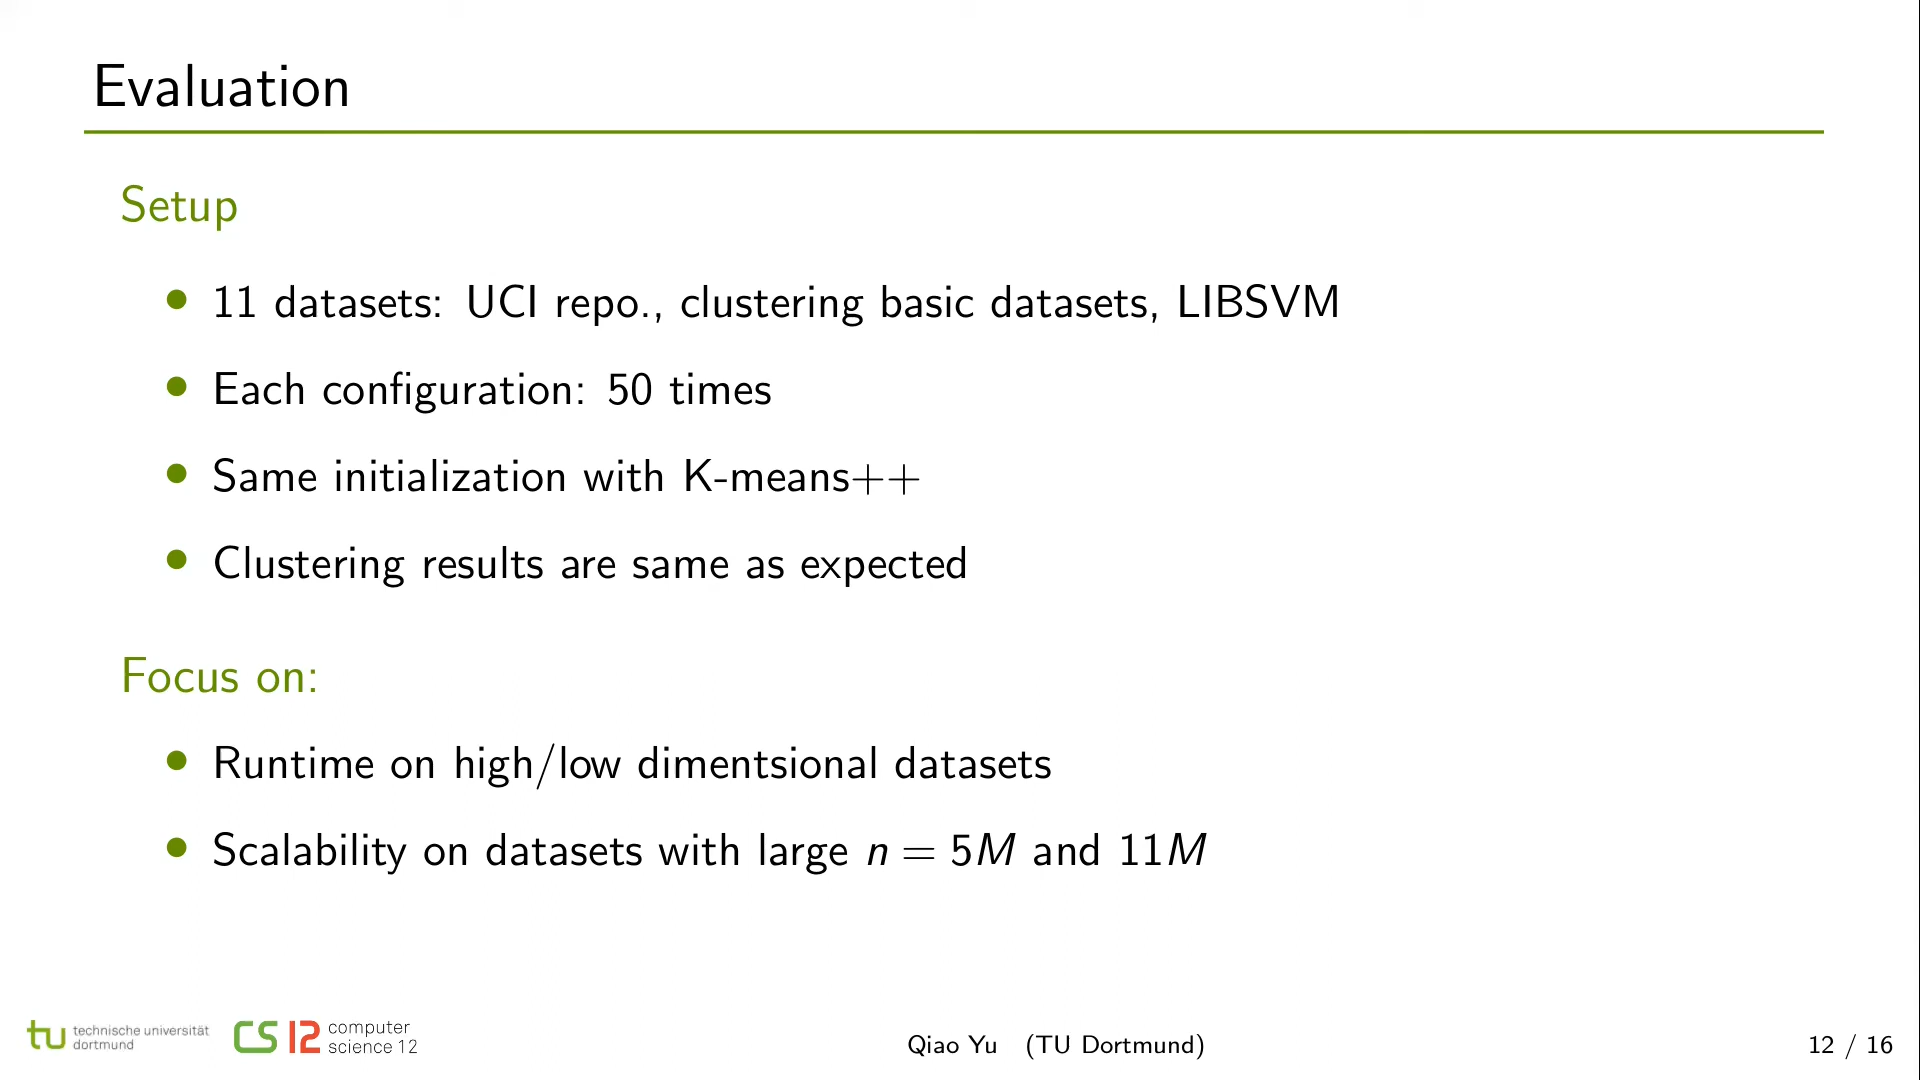 Evaluation
Setup
• 11 datasets: UCI repo., clustering basic datasets, LIBSVM
• Each configuration: 50 times
• Same initialization with K-means++
• Clustering results are same as expected
Focus on:
• Runtime on high/low dimentsional datasets
• Scalability on datasets with large n = 5M and 11M
tu technische universität
dortmund
CS 12 computer
science 12
Qiao Yu (TU Dortmund)
12 / 16